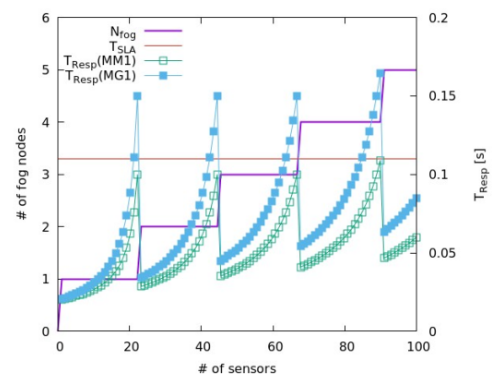 N_fog
T_SLA
T_Resp(MM1)
T_Resp(MG1)
6
5
4
3
2
1
0
# of fog nodes
0.2
0.15
0.1
0.05
0
T_Resp [s]
0 20 40 60 80 100
# of sensors